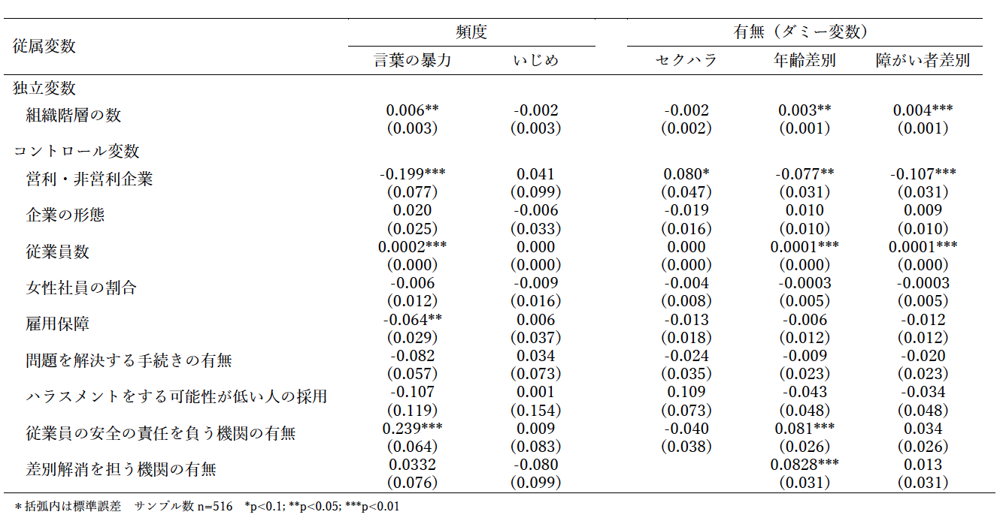 従属変数 頻度 有無（ダミー変数）
言葉の暴力 いじめ セクハラ 年齢差別 障がい者差別
独立変数
組織階層の数 0.006** -0.002 -0.002 0.003** 0.004***
(0.003) (0.003) (0.002) (0.001) (0.001)
コントロール変数
営利・非営利企業 -0.199*** 0.041 0.080* -0.077** -0.107***
(0.077) (0.099) (0.047) (0.031) (0.031)
企業の形態 0.020 -0.006 -0.019 0.010 0.009
(0.025) (0.033) (0.016) (0.010) (0.010)
従業員数 0.0002*** 0.000 0.000 0.0001*** 0.0001***
(0.000) (0.000) (0.000) (0.000) (0.000)
女性社員の割合 -0.006 -0.009 -0.004 -0.0003 -0.0003
(0.012) (0.016) (0.008) (0.005) (0.005)
雇用保障 -0.064** 0.006 -0.013 -0.006 -0.012
(0.029) (0.037) (0.018) (0.012) (0.012)
問題を解決する手続きの有無 -0.082 0.034 -0.024 -0.009 -0.020
(0.057) (0.073) (0.035) (0.023) (0.023)
ハラスメントをする可能性が低い人の採用 -0.107 0.001 0.109 -0.043 -0.034
(0.119) (0.154) (0.073) (0.048) (0.048)
従業員の安全の責任を負う機関の有無 0.239*** 0.009 -0.040 0.081*** 0.034
(0.064) (0.083) (0.038) (0.026) (0.026)
差別解消を担う機関の有無 0.0332 -0.080 0.0828*** 0.013
(0.076) (0.099) (0.031) (0.031)
＊括弧内は標準誤差　サンプル数 n=516　*p<0.1; **p<0.05; ***p<0.01